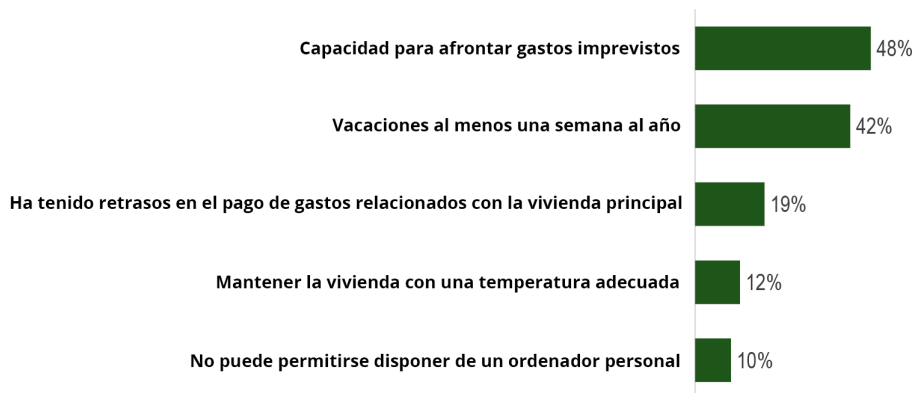 Capacidad para afrontar gastos imprevistos 48%
Vacaciones al menos una semana al año 42%
Ha tenido retrasos en el pago de gastos relacionados con la vivienda principal 19%
Mantener la vivienda con una temperatura adecuada 12%
No puede permitirse disponer de un ordenador personal 10%